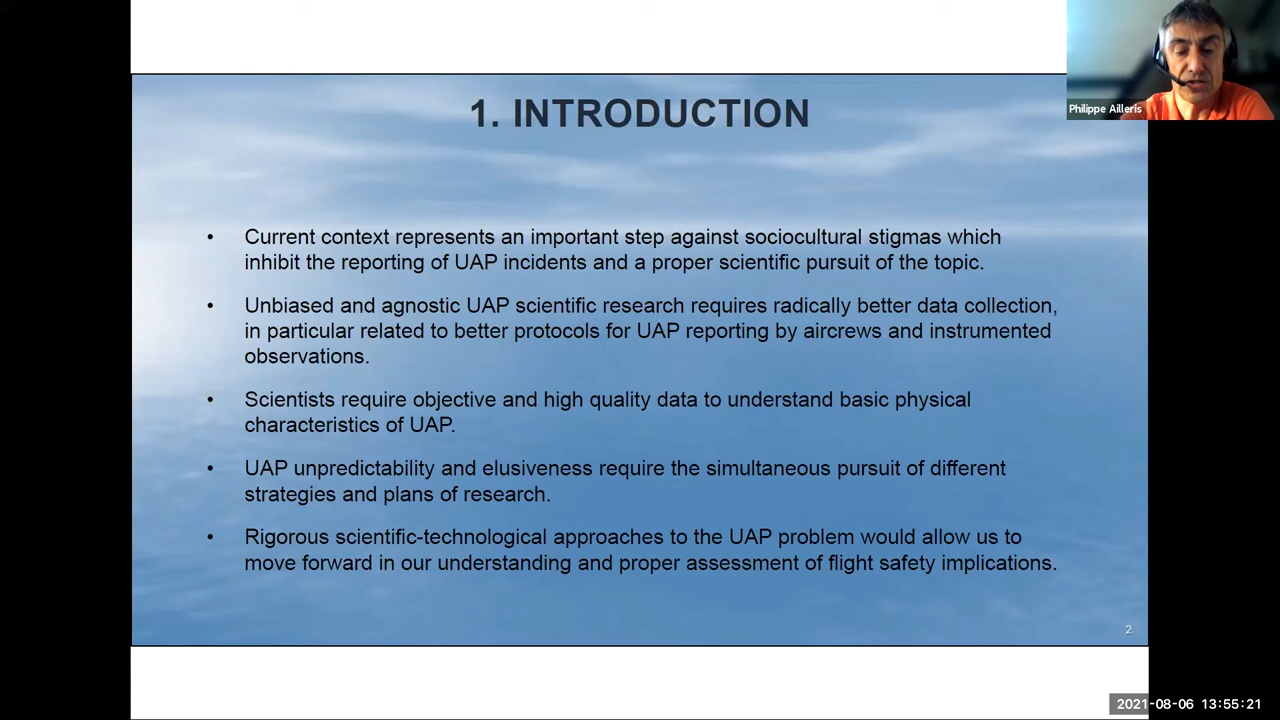 1. INTRODUCTION
Philippe Ailleris
• Current context represents an important step against sociocultural stigmas which
inhibit the reporting of UAP incidents and a proper scientific pursuit of the topic.
• Unbiased and agnostic UAP scientific research requires radically better data collection,
in particular related to better protocols for UAP reporting by aircrews and instrumented
observations.
• Scientists require objective and high quality data to understand basic physical
characteristics of UAP.
• UAP unpredictability and elusiveness require the simultaneous pursuit of different
strategies and plans of research.
• Rigorous scientific-technological approaches to the UAP problem would allow us to
move forward in our understanding and proper assessment of flight safety implications.
2
2021-08-06 13:55:21